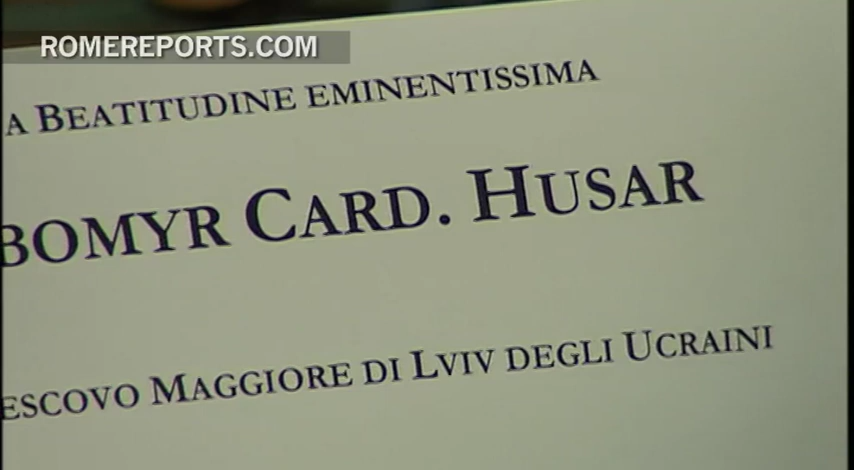 ROMEREPORTS.COM
A BEATITUDINE EMINENTISSIMA
BOMYR CARD. HUSAR
ESCOVO MAGGIORE DI LVIV DEGLI UCRAINI